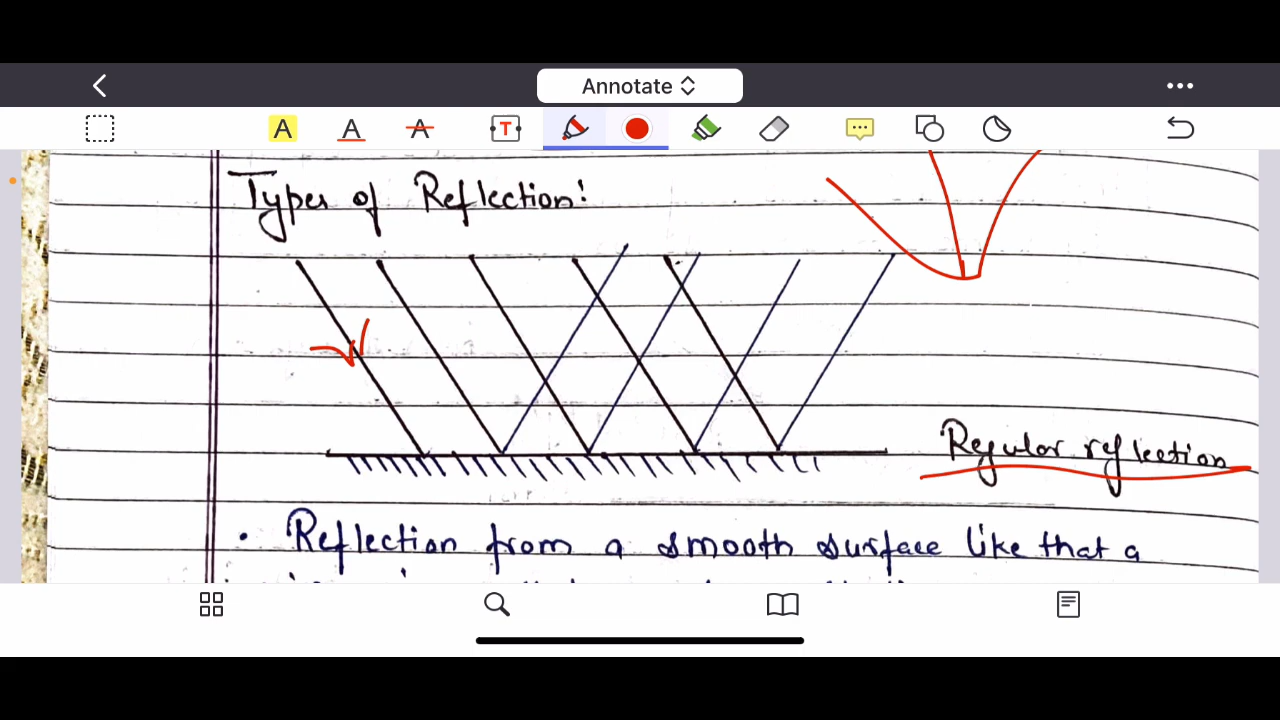 Annotate
A A A T
Types of Reflection:
Regular reflection
• Reflection from a smooth surface like that a